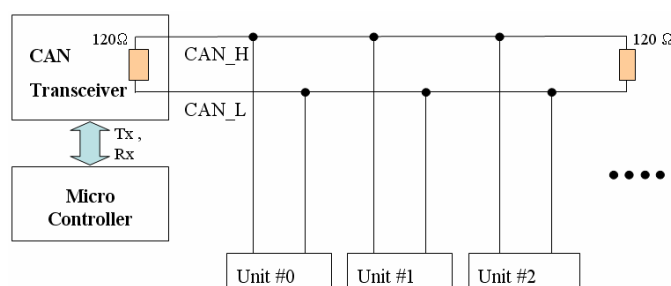 120Ω
CAN
Transceiver
CAN_H
CAN_L
120 Ω
Tx ,
Rx
Micro
Controller
Unit #0
Unit #1
Unit #2